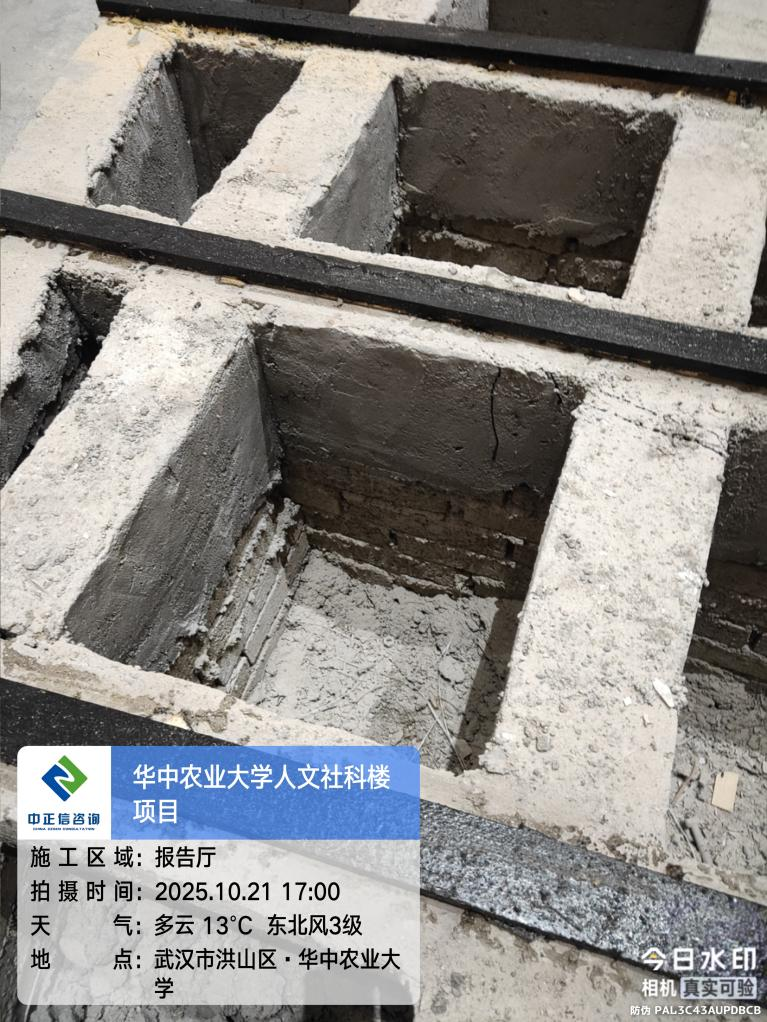 华中农业大学人文社科楼
项目
中正信咨询
施工区域：报告厅
拍摄时间：2025.10.21 17:00
天气：多云 13℃ 东北风3级
地点：武汉市洪山区·华中农业大
学
今日水印
相机 真实可验
防伪 PAL3C43AUPDBCB